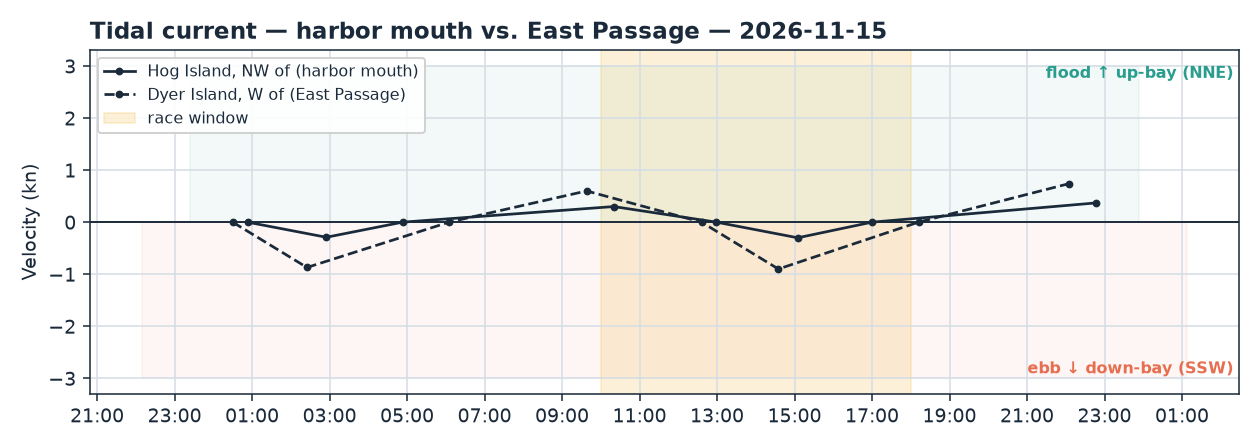 Tidal current — harbor mouth vs. East Passage — 2026-11-15
Hog Island, NW of (harbor mouth)
Dyer Island, W of (East Passage)
race window
flood ↑ up-bay (NNE)
ebb ↓ down-bay (SSW)
Velocity (kn)
3
2
1
0
−1
−2
−3
21:00 23:00 01:00 03:00 05:00 07:00 09:00 11:00 13:00 15:00 17:00 19:00 21:00 23:00 01:00